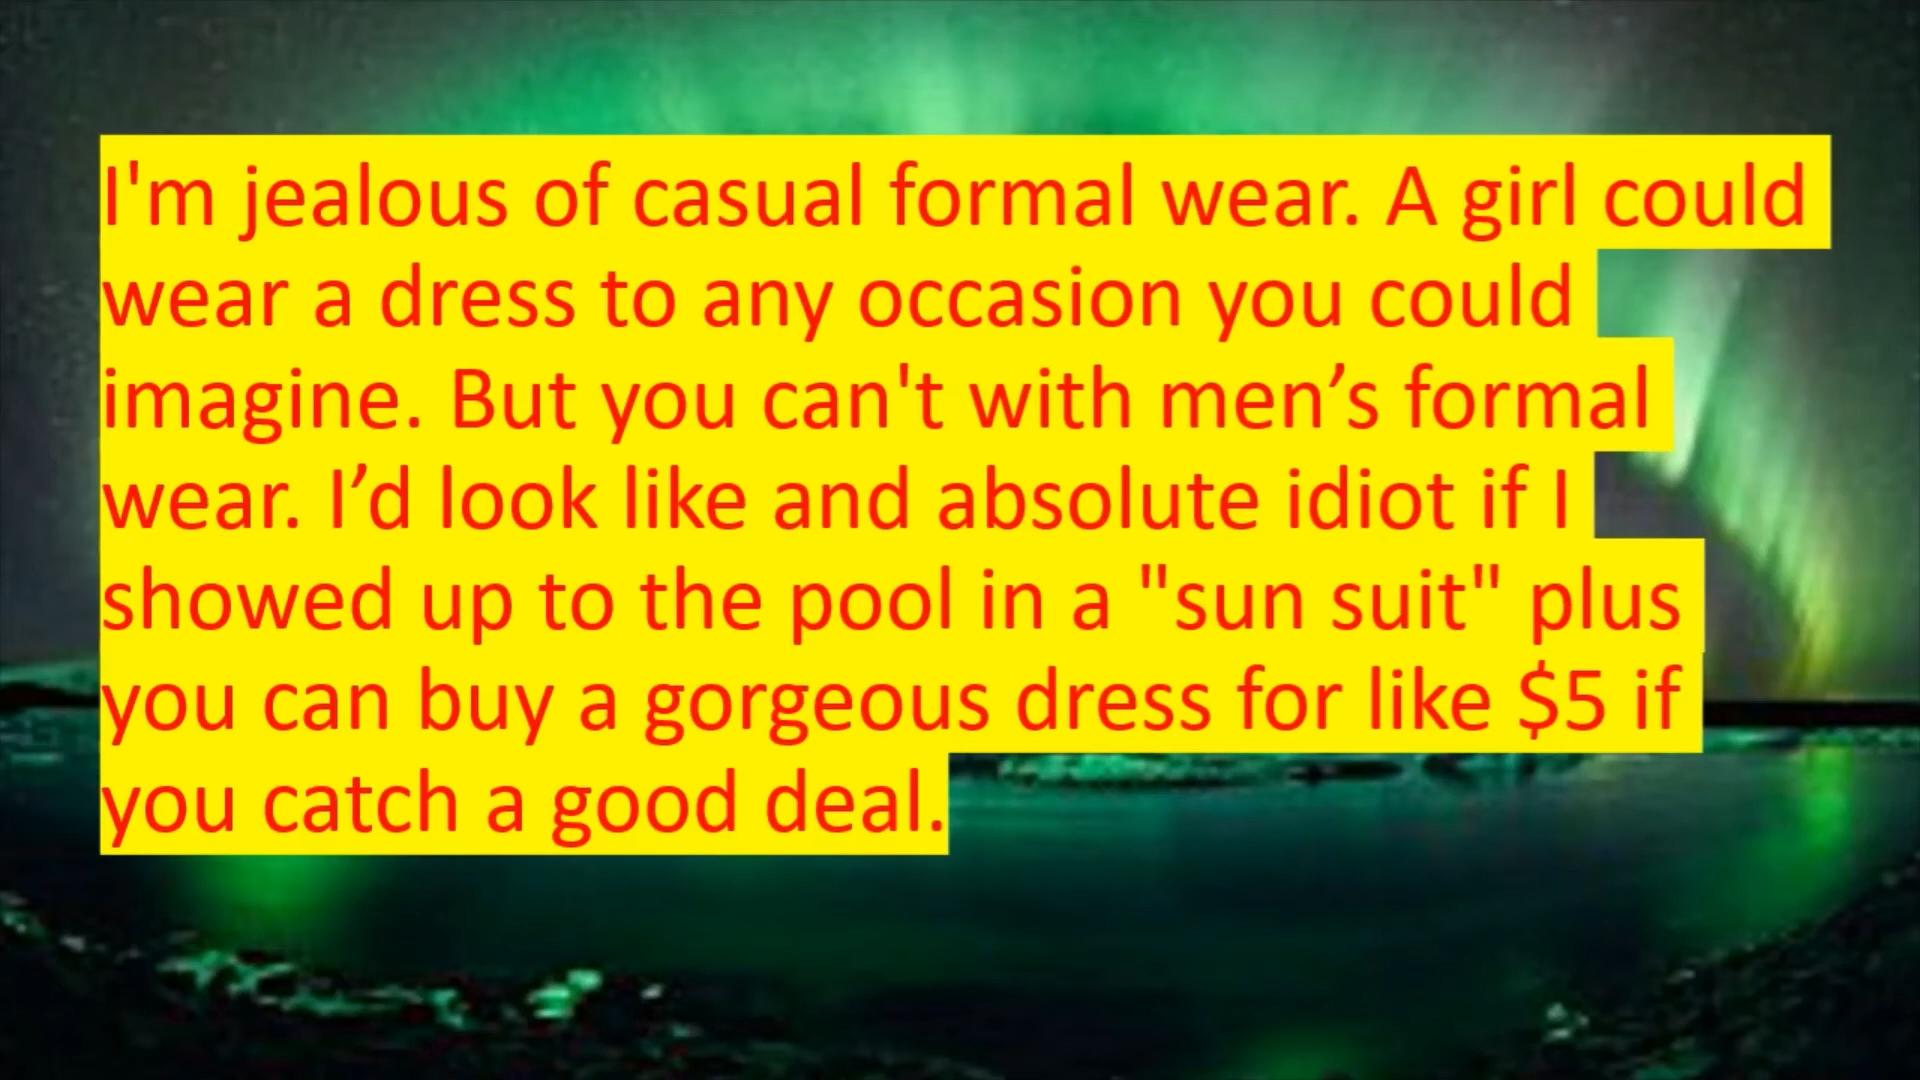 I'm jealous of casual formal wear. A girl could
wear a dress to any occasion you could
imagine. But you can't with men’s formal
wear. I’d look like and absolute idiot if I
showed up to the pool in a "sun suit" plus
you can buy a gorgeous dress for like $5 if
you catch a good deal.